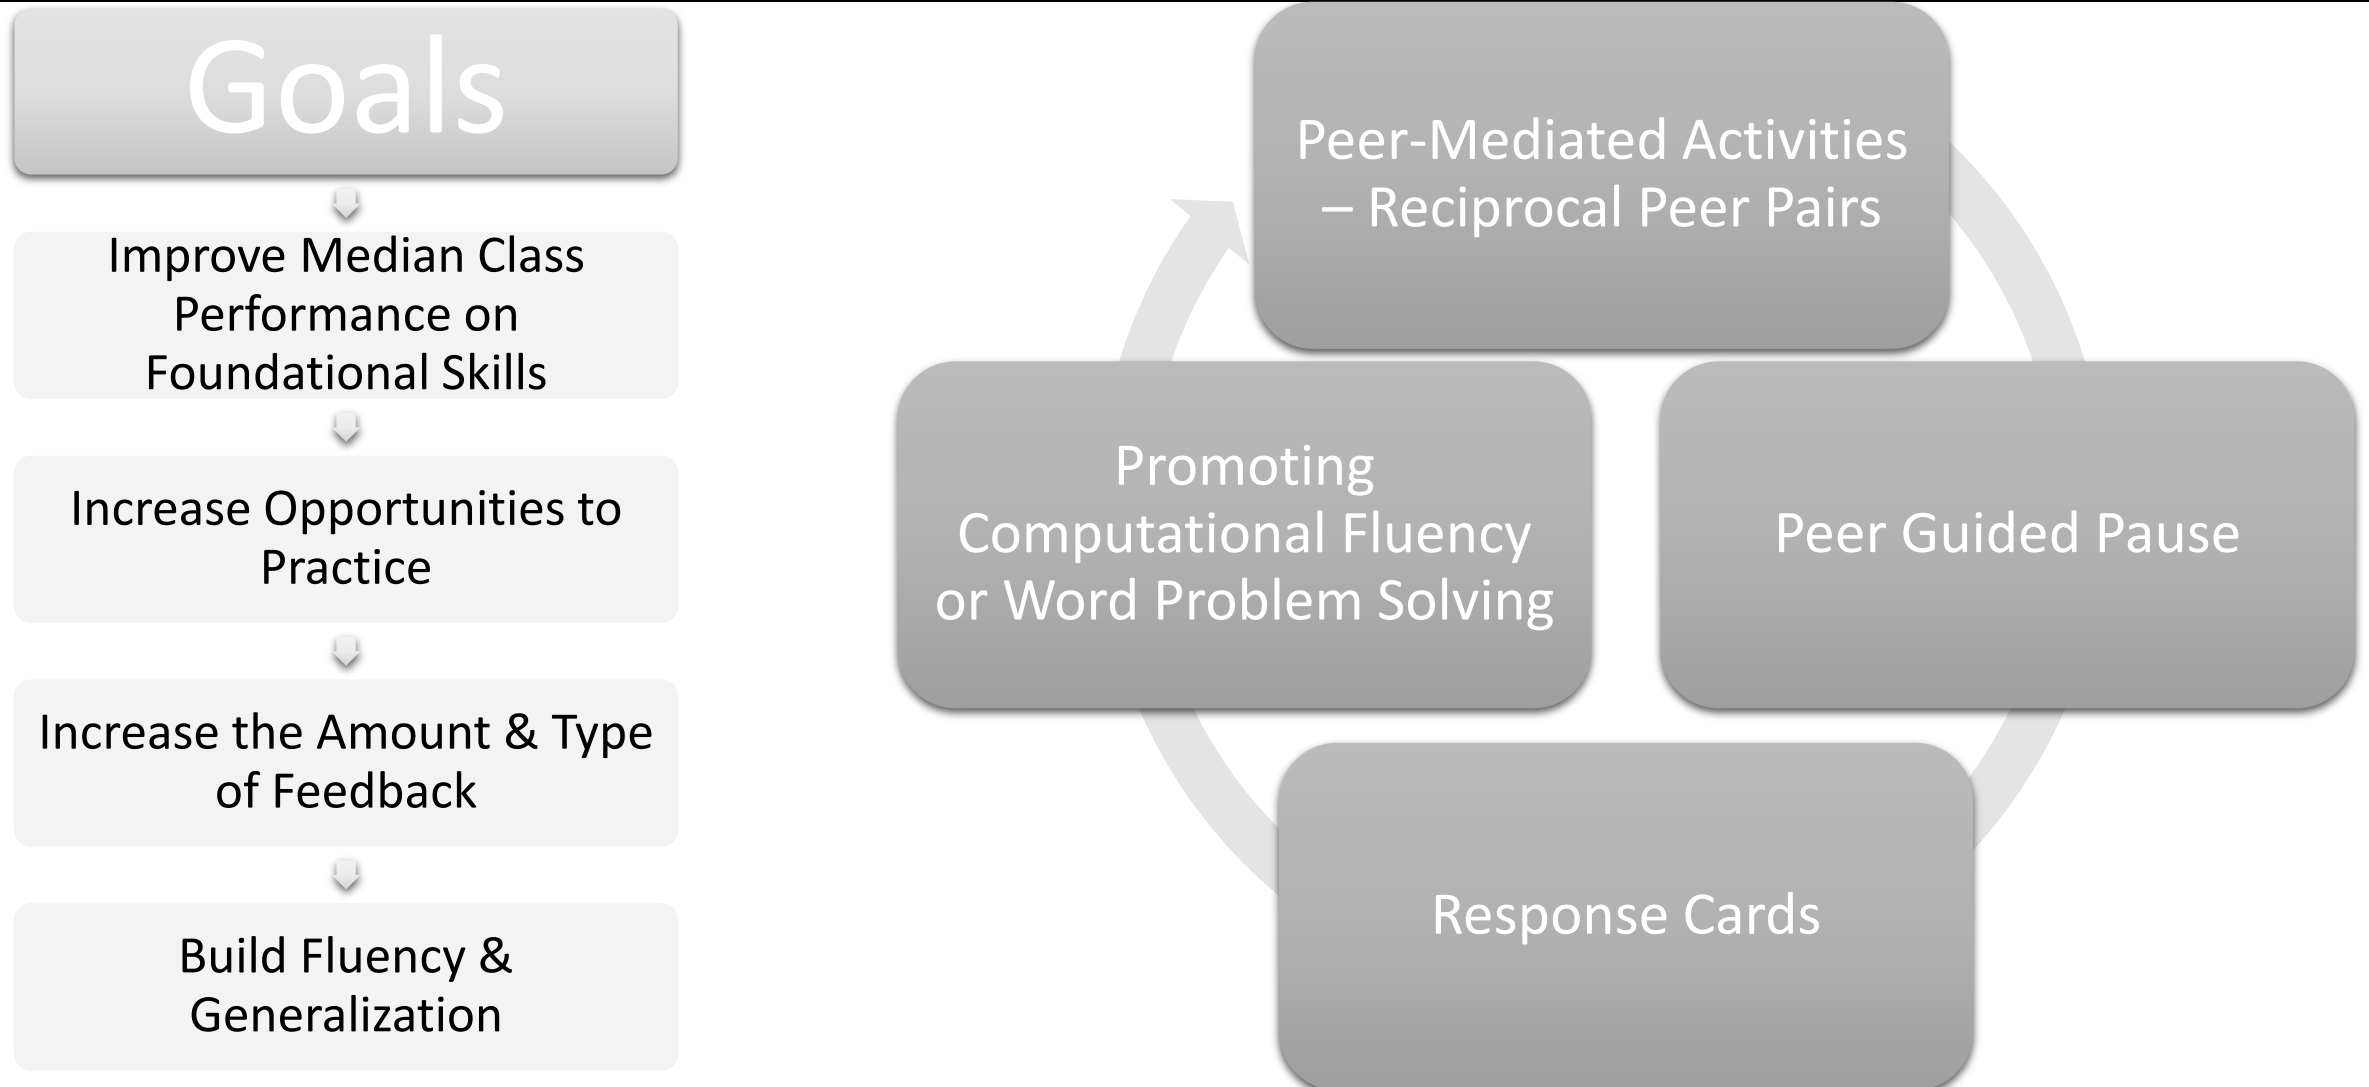 Goals
Improve Median Class
Performance on
Foundational Skills
Increase Opportunities to
Practice
Increase the Amount & Type
of Feedback
Build Fluency &
Generalization
Peer-Mediated Activities
– Reciprocal Peer Pairs
Peer Guided Pause
Response Cards
Promoting
Computational Fluency
or Word Problem Solving